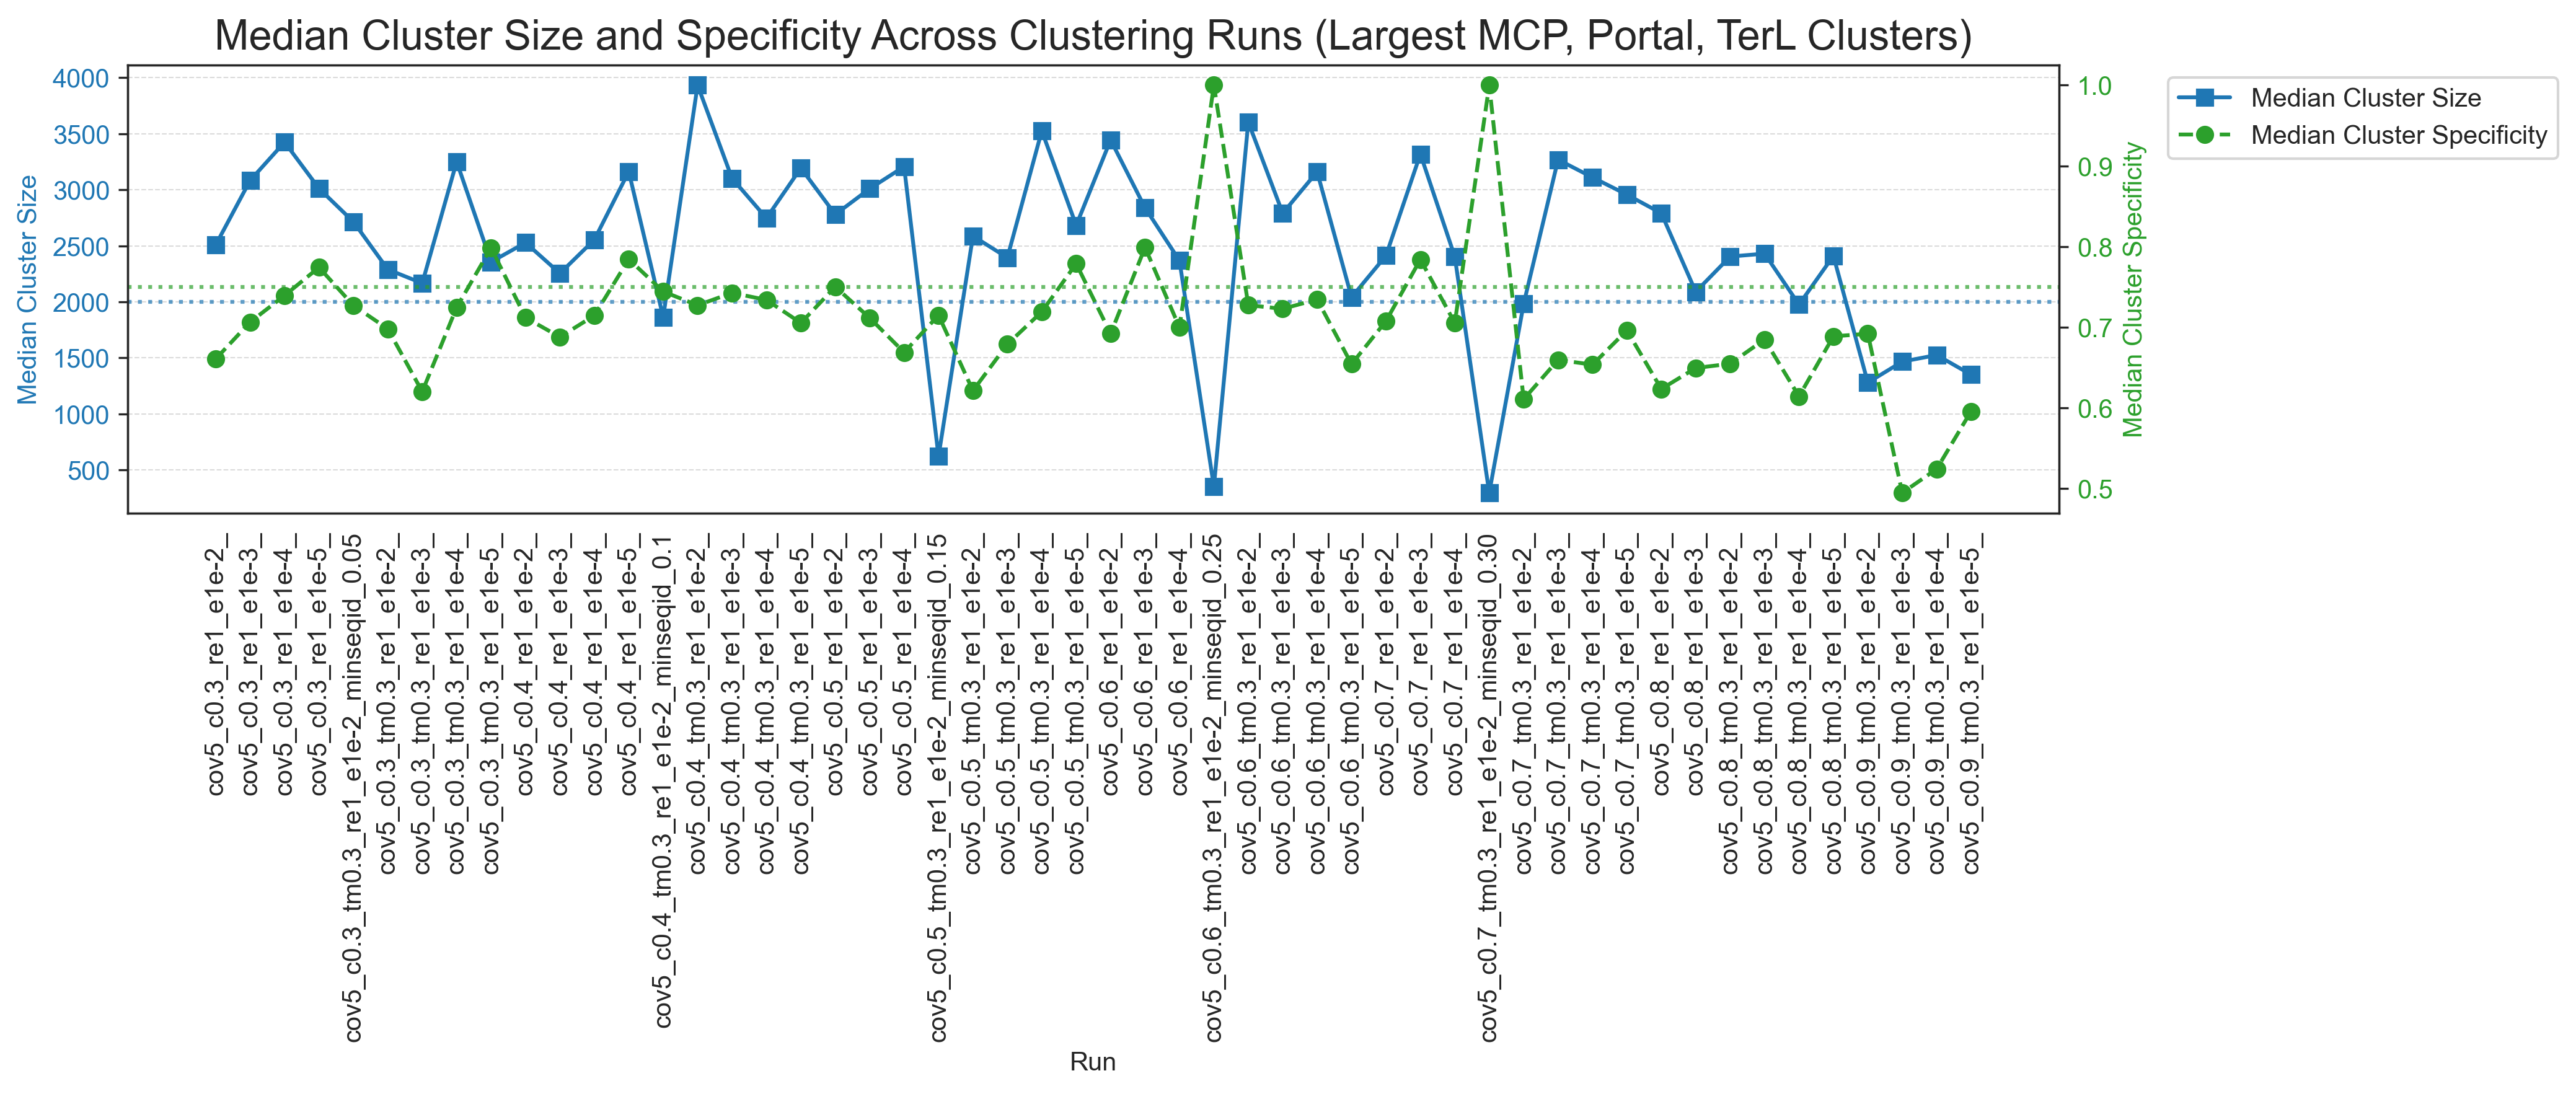 Median Cluster Size and Specificity Across Clustering Runs (Largest MCP, Portal, TerL Clusters)
Median Cluster Size
4000
3500
3000
2500
2000
1500
1000
500
1.0
0.9
0.8
0.7
0.6
0.5
Median Cluster Specificity
Median Cluster Size
Median Cluster Specificity
cov5_c0.3_re1_e1e-2_
cov5_c0.3_re1_e1e-3_
cov5_c0.3_re1_e1e-4_
cov5_c0.3_re1_e1e-5_
cov5_c0.3_tm0.3_re1_e1e-2_minseqid_0.05
cov5_c0.3_tm0.3_re1_e1e-2_
cov5_c0.3_tm0.3_re1_e1e-3_
cov5_c0.3_tm0.3_re1_e1e-4_
cov5_c0.3_tm0.3_re1_e1e-5_
cov5_c0.4_re1_e1e-2_
cov5_c0.4_re1_e1e-3_
cov5_c0.4_re1_e1e-4_
cov5_c0.4_re1_e1e-5_
cov5_c0.4_tm0.3_re1_e1e-2_minseqid_0.1
cov5_c0.4_tm0.3_re1_e1e-2_
cov5_c0.4_tm0.3_re1_e1e-3_
cov5_c0.4_tm0.3_re1_e1e-4_
cov5_c0.4_tm0.3_re1_e1e-5_
cov5_c0.5_re1_e1e-2_
cov5_c0.5_re1_e1e-3_
cov5_c0.5_re1_e1e-4_
cov5_c0.5_tm0.3_re1_e1e-2_minseqid_0.15
cov5_c0.5_tm0.3_re1_e1e-2_
cov5_c0.5_tm0.3_re1_e1e-3_
cov5_c0.5_tm0.3_re1_e1e-4_
cov5_c0.5_tm0.3_re1_e1e-5_
cov5_c0.6_re1_e1e-2_
cov5_c0.6_re1_e1e-3_
cov5_c0.6_re1_e1e-4_
cov5_c0.6_tm0.3_re1_e1e-2_minseqid_0.25
cov5_c0.6_tm0.3_re1_e1e-2_
cov5_c0.6_tm0.3_re1_e1e-3_
cov5_c0.6_tm0.3_re1_e1e-4_
cov5_c0.6_tm0.3_re1_e1e-5_
cov5_c0.7_re1_e1e-2_
cov5_c0.7_re1_e1e-3_
cov5_c0.7_re1_e1e-4_
cov5_c0.7_tm0.3_re1_e1e-2_minseqid_0.30
cov5_c0.7_tm0.3_re1_e1e-2_
cov5_c0.7_tm0.3_re1_e1e-3_
cov5_c0.7_tm0.3_re1_e1e-4_
cov5_c0.7_tm0.3_re1_e1e-5_
cov5_c0.8_re1_e1e-2_
cov5_c0.8_re1_e1e-3_
cov5_c0.8_tm0.3_re1_e1e-2_
cov5_c0.8_tm0.3_re1_e1e-3_
cov5_c0.8_tm0.3_re1_e1e-4_
cov5_c0.8_tm0.3_re1_e1e-5_
cov5_c0.9_tm0.3_re1_e1e-2_
cov5_c0.9_tm0.3_re1_e1e-3_
cov5_c0.9_tm0.3_re1_e1e-4_
cov5_c0.9_tm0.3_re1_e1e-5_
Run